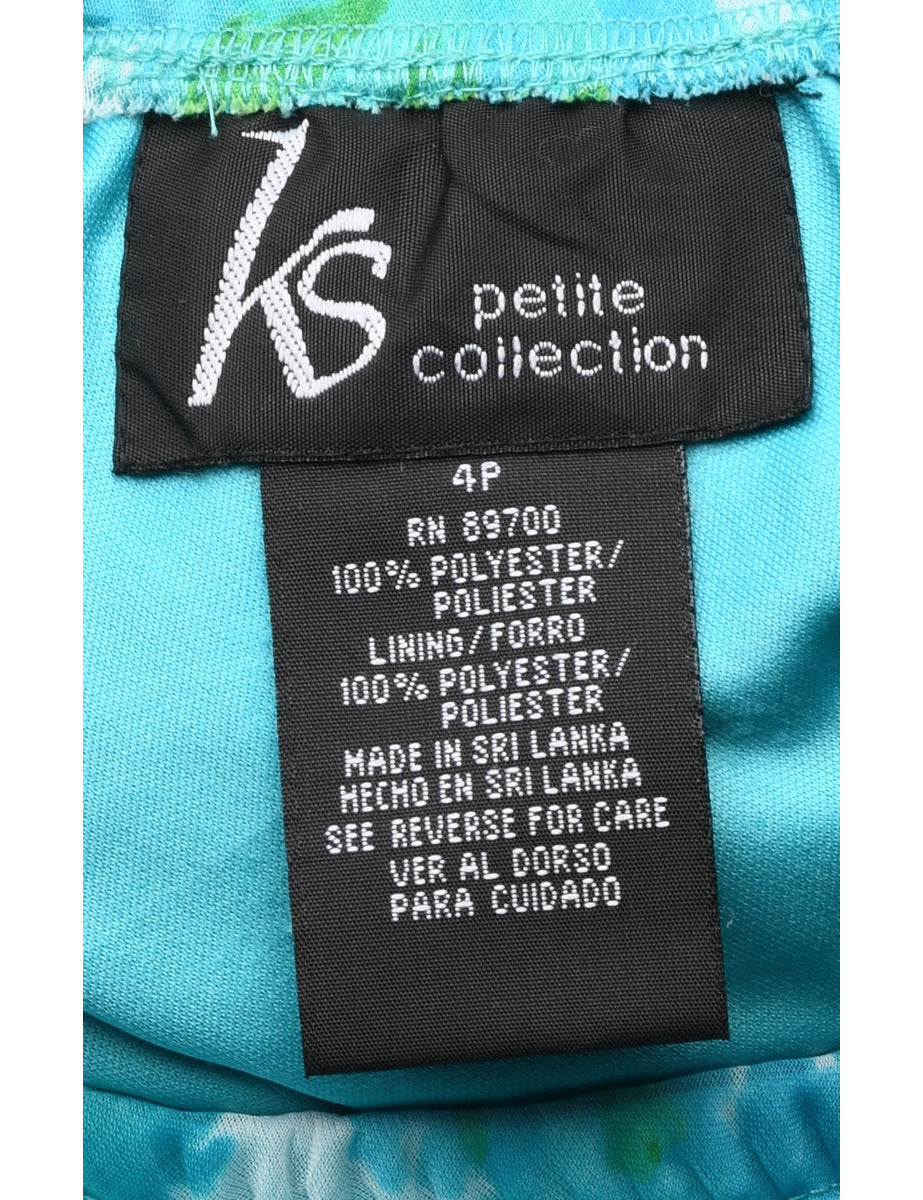 ks
petite
collection
4P
RN 89700
100% POLYESTER/
POLIESTER
LINING/FORRO
100% POLYESTER/
POLIESTER
MADE IN SRI LANKA
HECHO EN SRI LANKA
SEE REVERSE FOR CARE
VER AL DORSO
PARA CUIDADO